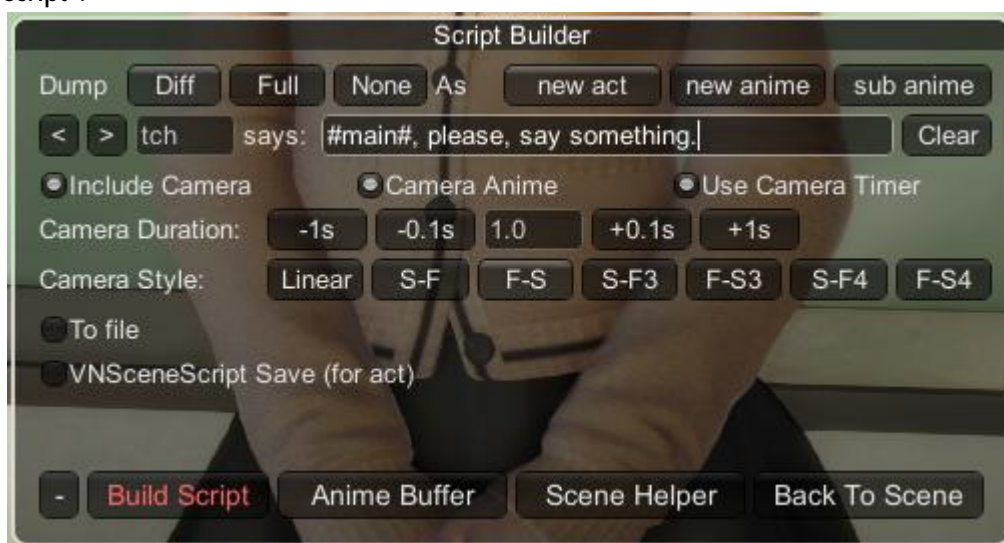 Script Builder
Dump Diff Full None As new act new anime sub anime
< > tch says: #main#, please, say something. Clear
Include Camera Camera Anime Use Camera Timer
Camera Duration: -1s -0.1s 1.0 +0.1s +1s
Camera Style: Linear S-F F-S S-F3 F-S3 S-F4 F-S4
To file
VNSceneScript Save (for act)
- Build Script Anime Buffer Scene Helper Back To Scene